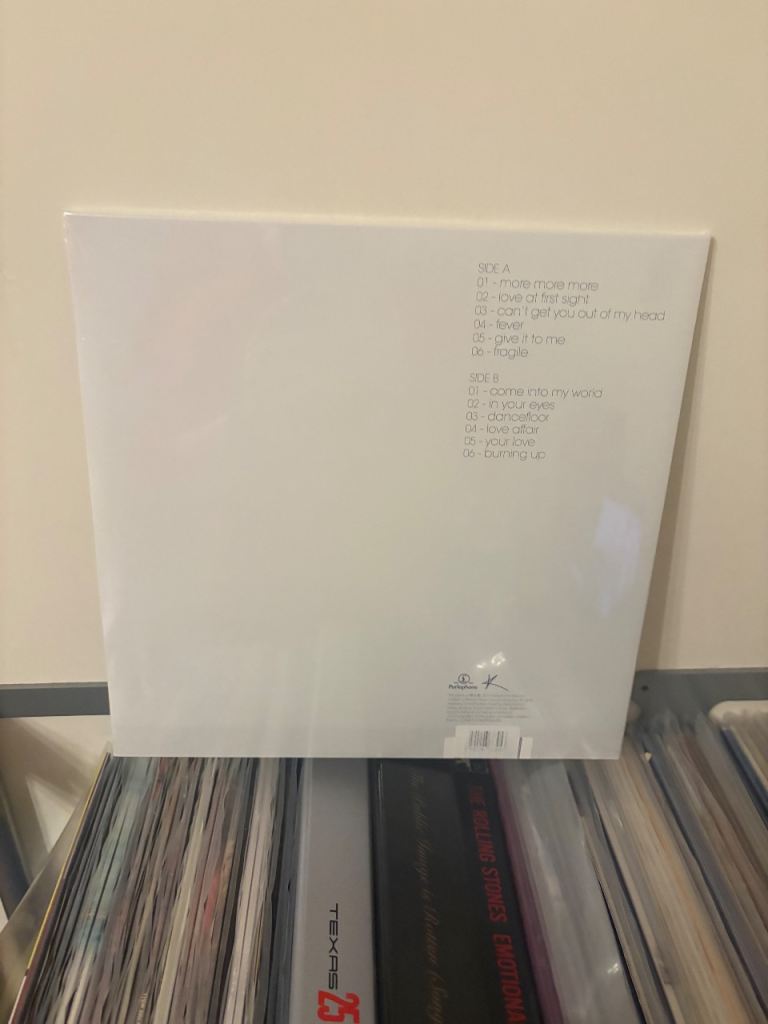 SIDE A
01 - more more more
02 - love at first sight
03 - can't get you out of my head
04 - fever
05 - give it to me
06 - fragile
SIDE B
01 - come into my world
02 - in your eyes
03 - dancefloor
04 - love affair
05 - your love
06 - burning up
Parlophone
TEXAS 25
THE ROLLING STONES EMOTIONA